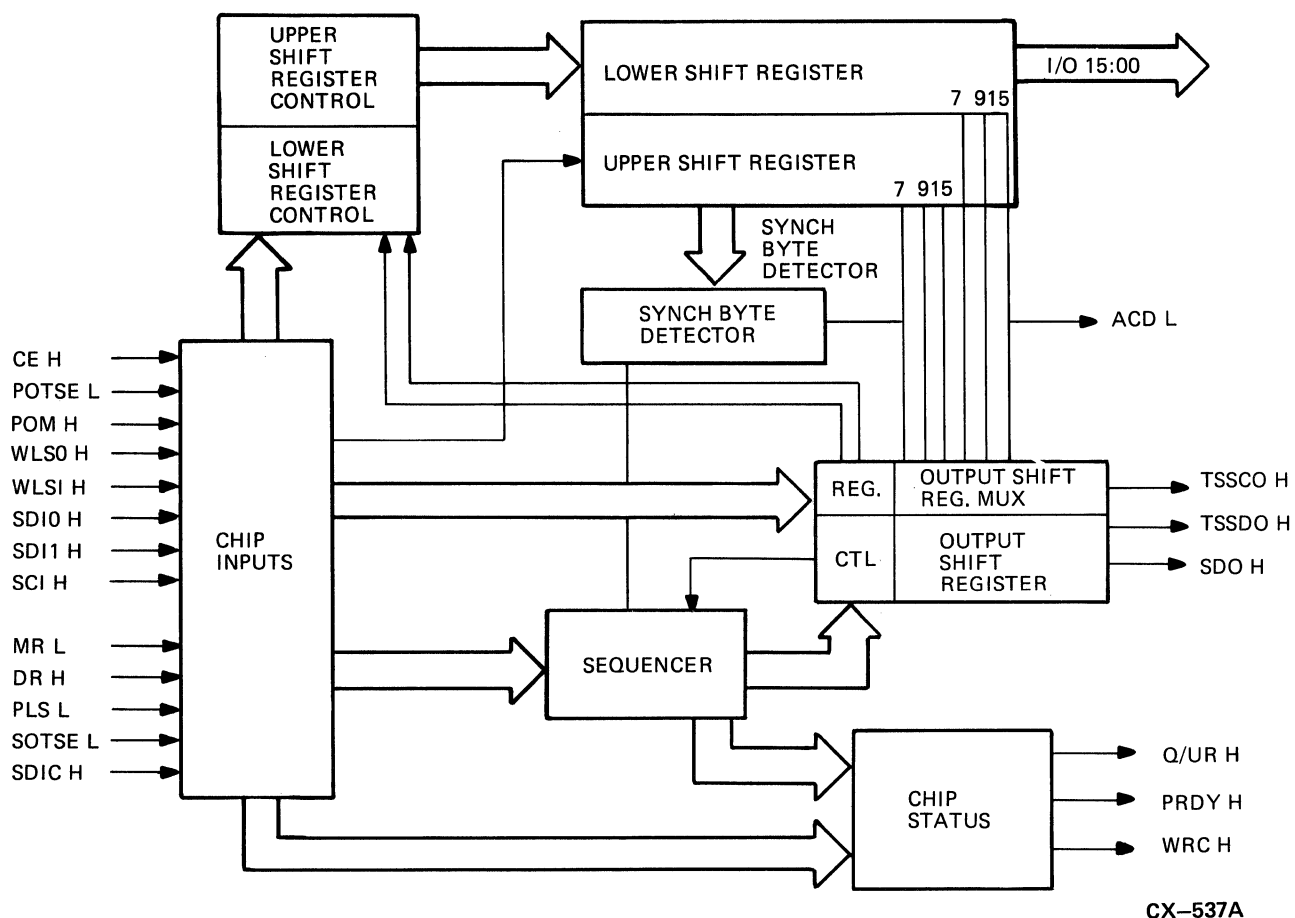 UPPER
SHIFT
REGISTER
CONTROL
LOWER
SHIFT
REGISTER
CONTROL
LOWER SHIFT REGISTER
7 915
I/O 15:00
UPPER SHIFT REGISTER
7 915
SYNCH
BYTE
DETECTOR
SYNCH BYTE
DETECTOR
ACD L
CE H
POTSE L
POM H
WLS0 H
WLSI H
SDI0 H
SDI1 H
SCI H
MR L
DR H
PLS L
SOTSE L
SDIC H
CHIP
INPUTS
REG.
OUTPUT SHIFT
REG. MUX
CTL
OUTPUT
SHIFT
REGISTER
TSSCO H
TSSDO H
SDO H
SEQUENCER
CHIP
STATUS
Q/UR H
PRDY H
WRC H
CX–537A